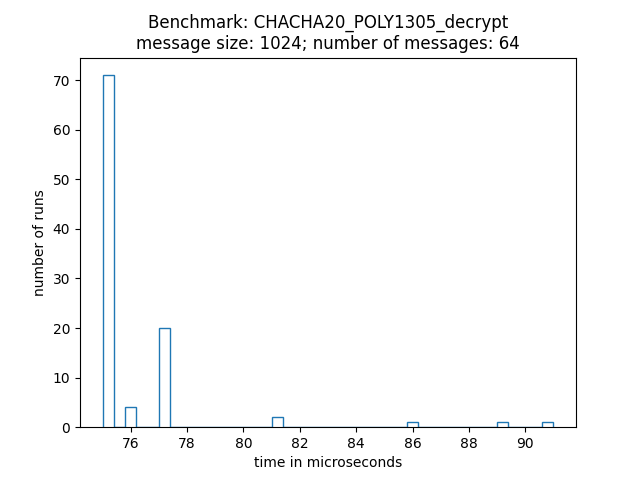 Benchmark: CHACHA20_POLY1305_decrypt
message size: 1024; number of messages: 64
70
60
50
40
30
20
10
0
number of runs
76 78 80 82 84 86 88 90
time in microseconds